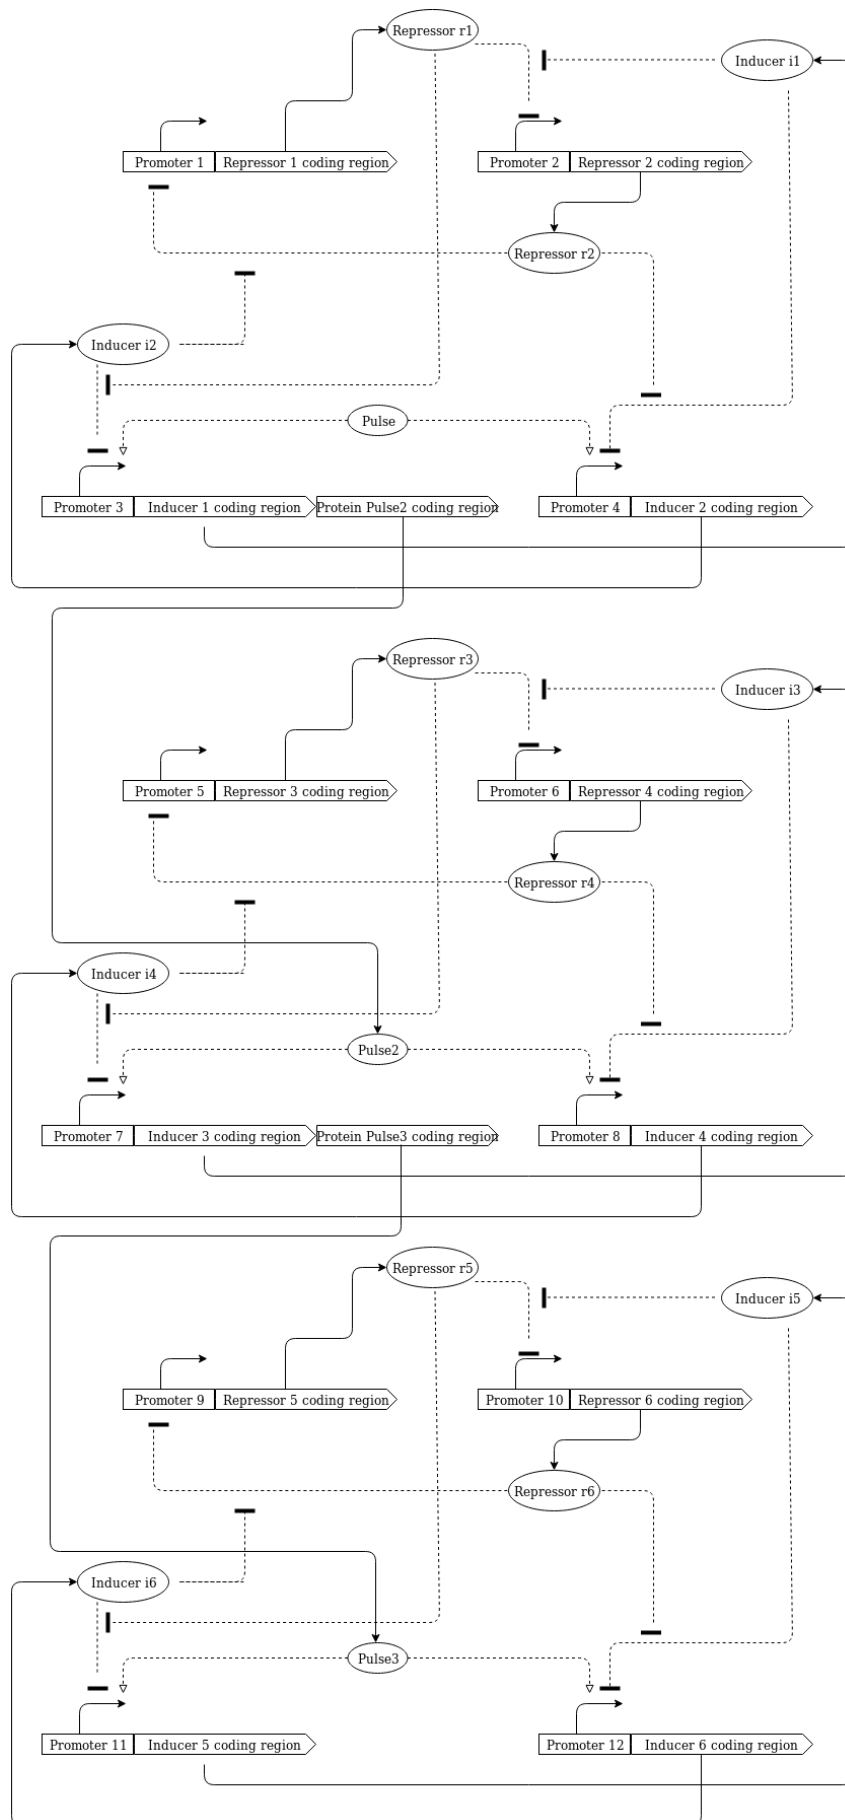 Repressor r1
Inducer i1
Promoter 1
Repressor 1 coding region
Promoter 2
Repressor 2 coding region
Repressor r2
Inducer i2
Pulse
Promoter 3
Inducer 1 coding region
Protein Pulse2 coding region
Promoter 4
Inducer 2 coding region
Repressor r3
Inducer i3
Promoter 5
Repressor 3 coding region
Promoter 6
Repressor 4 coding region
Repressor r4
Inducer i4
Pulse2
Promoter 7
Inducer 3 coding region
Protein Pulse3 coding region
Promoter 8
Inducer 4 coding region
Repressor r5
Inducer i5
Promoter 9
Repressor 5 coding region
Promoter 10
Repressor 6 coding region
Repressor r6
Inducer i6
Pulse3
Promoter 11
Inducer 5 coding region
Promoter 12
Inducer 6 coding region